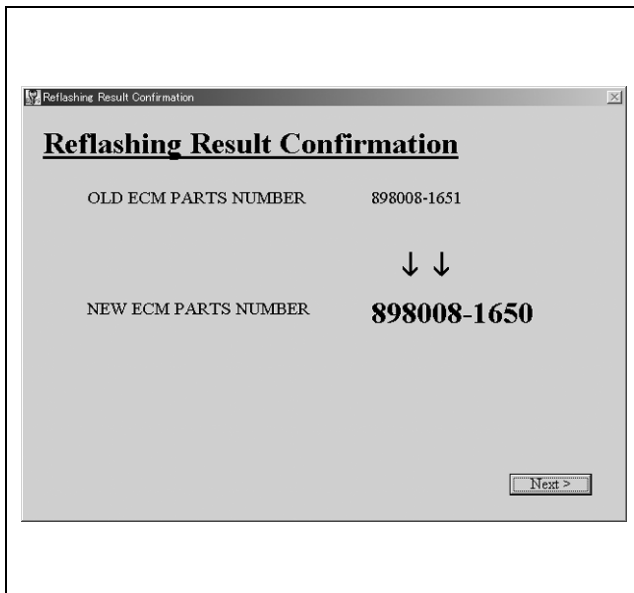 Reflashing Result Confirmation
Reflashing Result Confirmation
OLD ECM PARTS NUMBER 898008-1651
↓ ↓
NEW ECM PARTS NUMBER 898008-1650
Next >